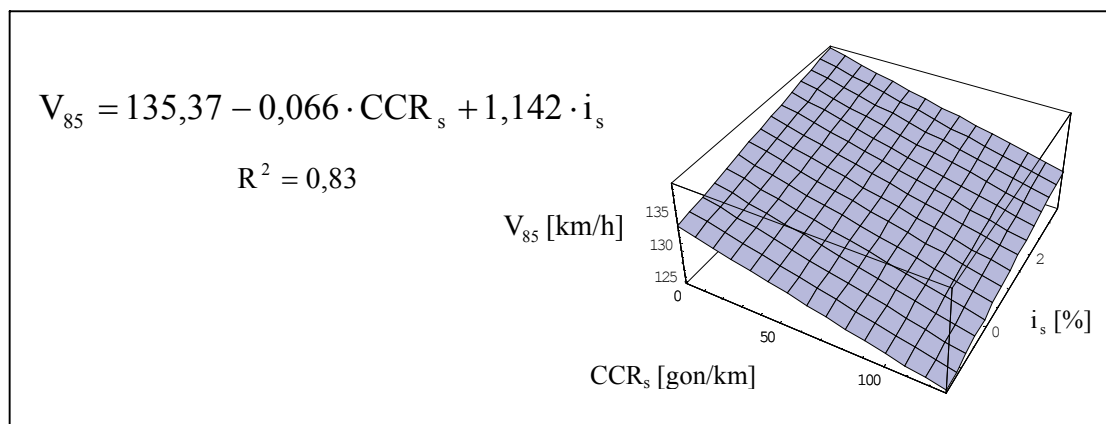 V₈₅ = 135,37 − 0,066 · CCR ₛ + 1,142 · iₛ
R² = 0,83
V₈₅ [km/h]
135
130
125
0
50
100
CCRₛ [gon/km]
0
2
iₛ [%]